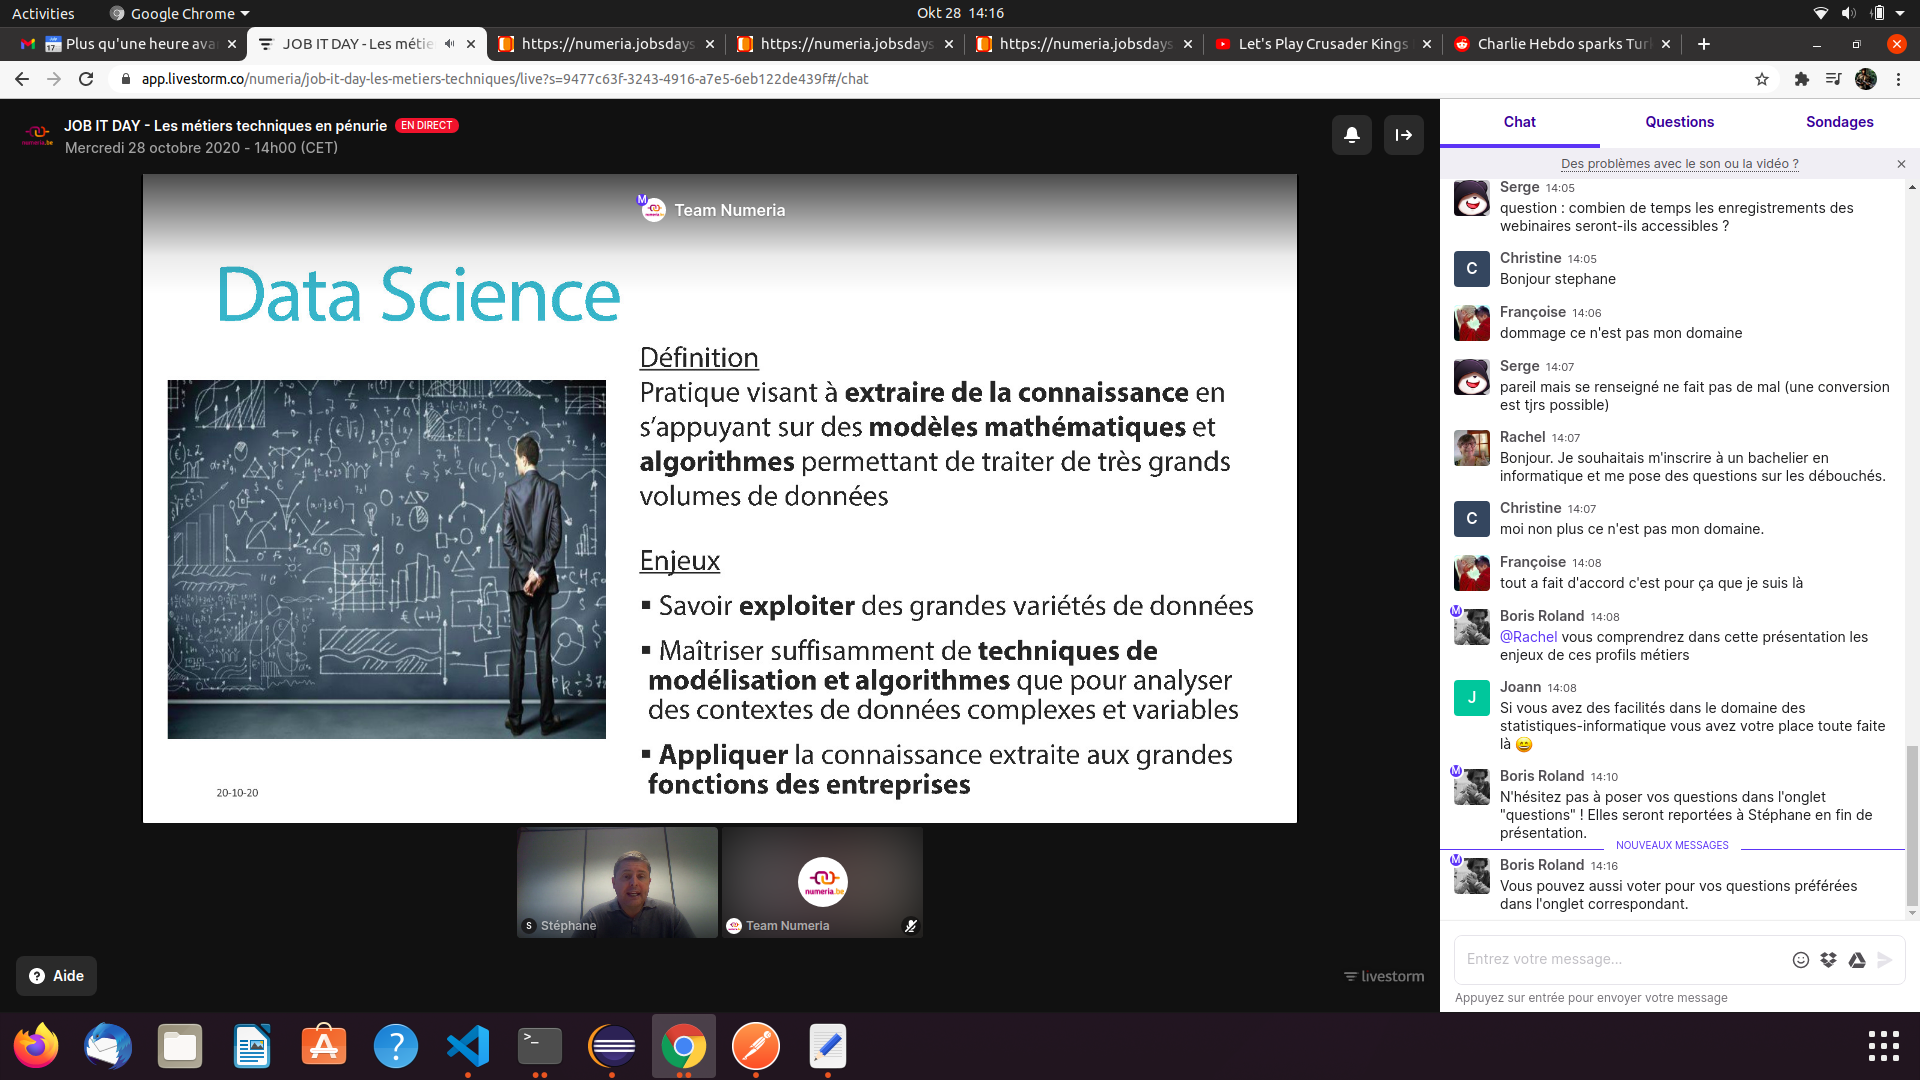 Activities
Google Chrome
Okt 28 14:16
Plus qu'une heure ava
JOB IT DAY - Les métie
https://numeria.jobsdays
https://numeria.jobsdays
https://numeria.jobsdays
Let's Play Crusader Kings
Charlie Hebdo sparks Turk
app.livestorm.co/numeria/job-it-day-les-metiers-techniques/live?s=9477c63f-3243-4916-a7e5-6eb122de439f#/chat
JOB IT DAY - Les métiers techniques en pénurie EN DIRECT
Mercredi 28 octobre 2020 - 14h00 (CET)
M
Team Numeria
Data Science
Définition
Pratique visant à extraire de la connaissance en
s'appuyant sur des modèles mathématiques et
algorithmes permettant de traiter de très grands
volumes de données
Enjeux
▪ Savoir exploiter des grandes variétés de données
▪ Maîtriser suffisamment de techniques de
modélisation et algorithmes que pour analyser
des contextes de données complexes et variables
▪ Appliquer la connaissance extraite aux grandes
fonctions des entreprises
20-10-20
S Stéphane
numeria.be
Team Numeria
Aide
livestorm
Chat
Questions
Sondages
Des problèmes avec le son ou la vidéo ?
Serge 14:05
question : combien de temps les enregistrements des
webinaires seront-ils accessibles ?
C
Christine 14:05
Bonjour stephane
Françoise 14:06
dommage ce n'est pas mon domaine
Serge 14:07
pareil mais se renseigné ne fait pas de mal (une conversion
est tjrs possible)
Rachel 14:07
Bonjour. Je souhaitais m'inscrire à un bachelier en
informatique et me pose des questions sur les débouchés.
C
Christine 14:07
moi non plus ce n'est pas mon domaine.
Françoise 14:08
tout a fait d'accord c'est pour ça que je suis là
M
Boris Roland 14:08
@Rachel vous comprendrez dans cette présentation les
enjeux de ces profils métiers
J
Joann 14:08
Si vous avez des facilités dans le domaine des
statistiques-informatique vous avez votre place toute faite
là 😄
M
Boris Roland 14:10
N'hésitez pas à poser vos questions dans l'onglet
"questions" ! Elles seront reportées à Stéphane en fin de
présentation.
NOUVEAUX MESSAGES
M
Boris Roland 14:16
Vous pouvez aussi voter pour vos questions préférées
dans l'onglet correspondant.
Entrez votre message...
Appuyez sur entrée pour envoyer votre message